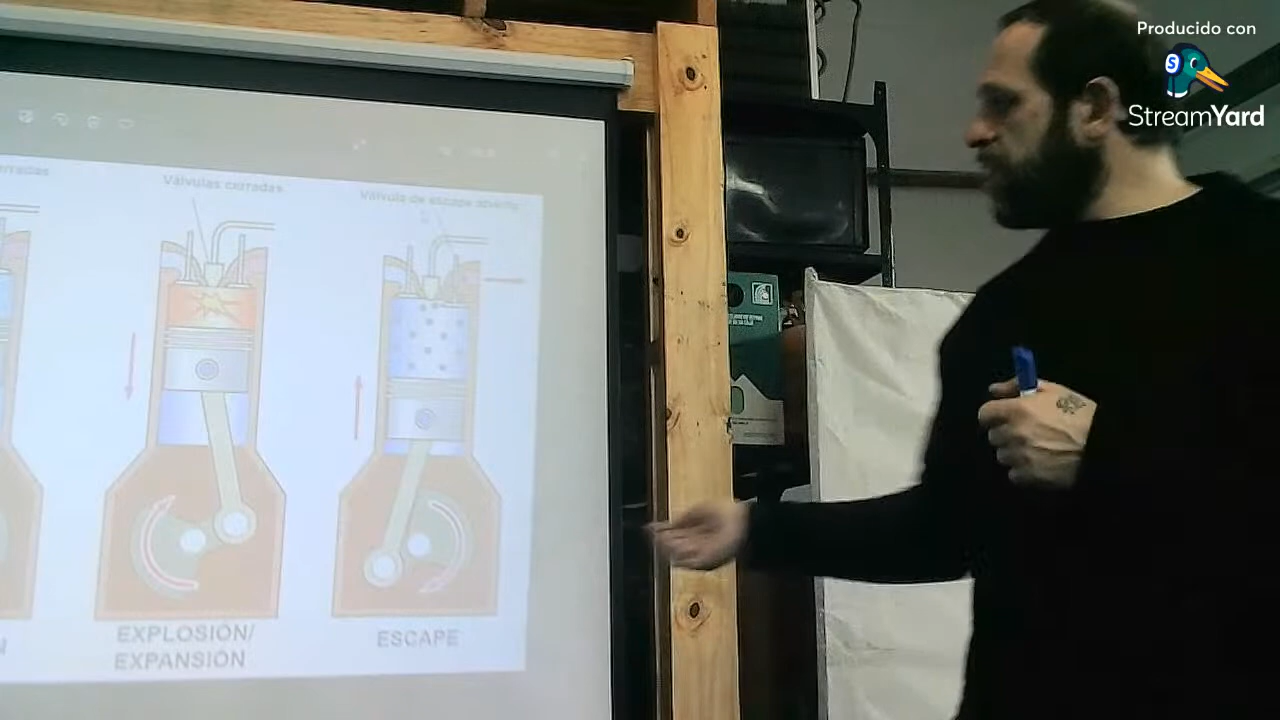 Producido con
StreamYard
Válvulas cerradas
Válvula de escape abierta
EXPLOSIÓN/
EXPANSIÓN
ESCAPE